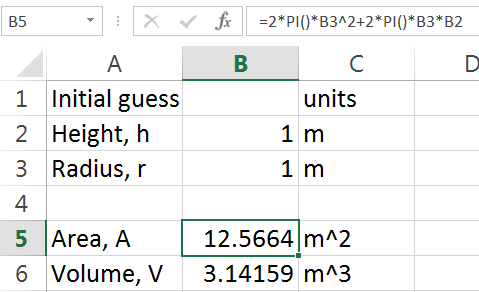 B5 fx =2*PI()*B3^2+2*PI()*B3*B2
A B C D
1 Initial guess units
2 Height, h 1 m
3 Radius, r 1 m
4
5 Area, A 12.5664 m^2
6 Volume, V 3.14159 m^3